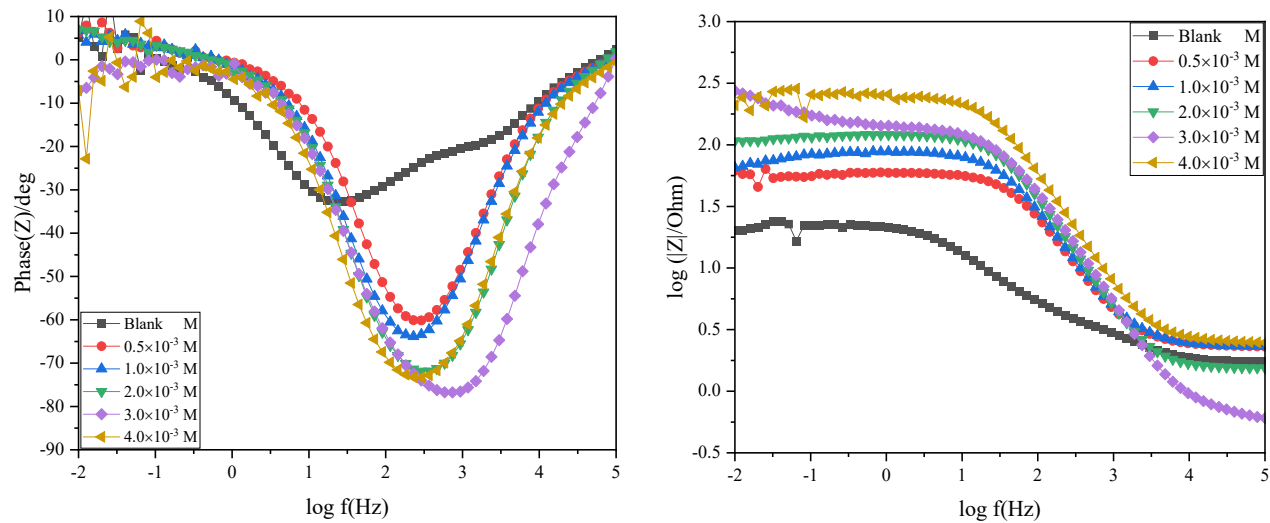 10
0
-10
-20
-30
-40
-50
-60
-70
-80
-90
Phase(Z)/deg
Blank M
0.5×10⁻³ M
1.0×10⁻³ M
2.0×10⁻³ M
3.0×10⁻³ M
4.0×10⁻³ M
-2 -1 0 1 2 3 4 5
log f(Hz)
3.0
2.5
2.0
1.5
1.0
0.5
0.0
-0.5
log (|Z|/Ohm)
Blank M
0.5×10⁻³ M
1.0×10⁻³ M
2.0×10⁻³ M
3.0×10⁻³ M
4.0×10⁻³ M
-2 -1 0 1 2 3 4 5
log f(Hz)